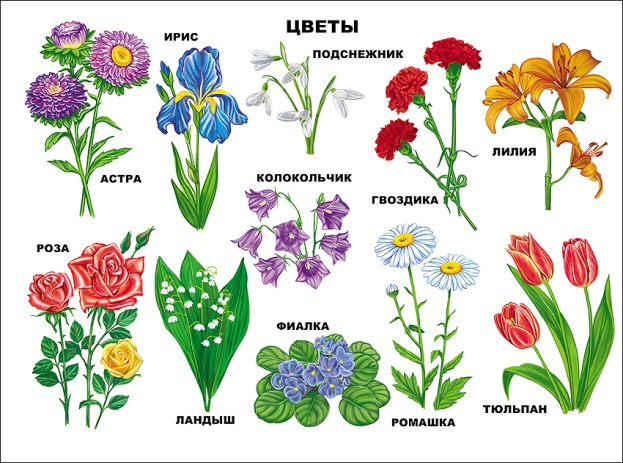 ЦВЕТЫ
ИРИС
ПОДСНЕЖНИК
АСТРА
КОЛОКОЛЬЧИК
ГВОЗДИКА
ЛИЛИЯ
РОЗА
ЛАНДЫШ
ФИАЛКА
РОМАШКА
ТЮЛЬПАН